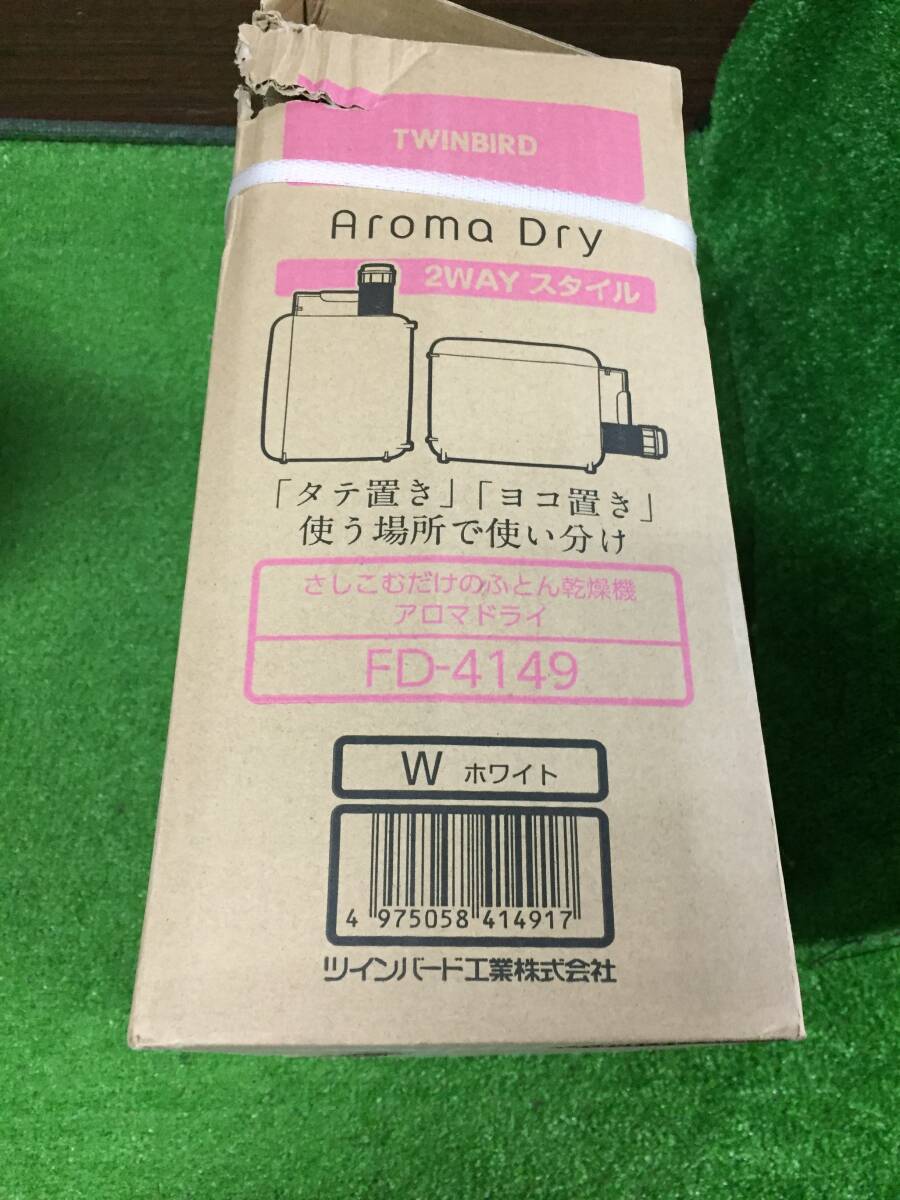 TWINBIRD
Aroma Dry
2WAY スタイル
「タテ置き」「ヨコ置き」
使う場所で使い分け
さしこむだけのふとん乾燥機
アロマドライ
FD-4149
W ホワイト
4 975058 414917
ツインバード工業株式会社